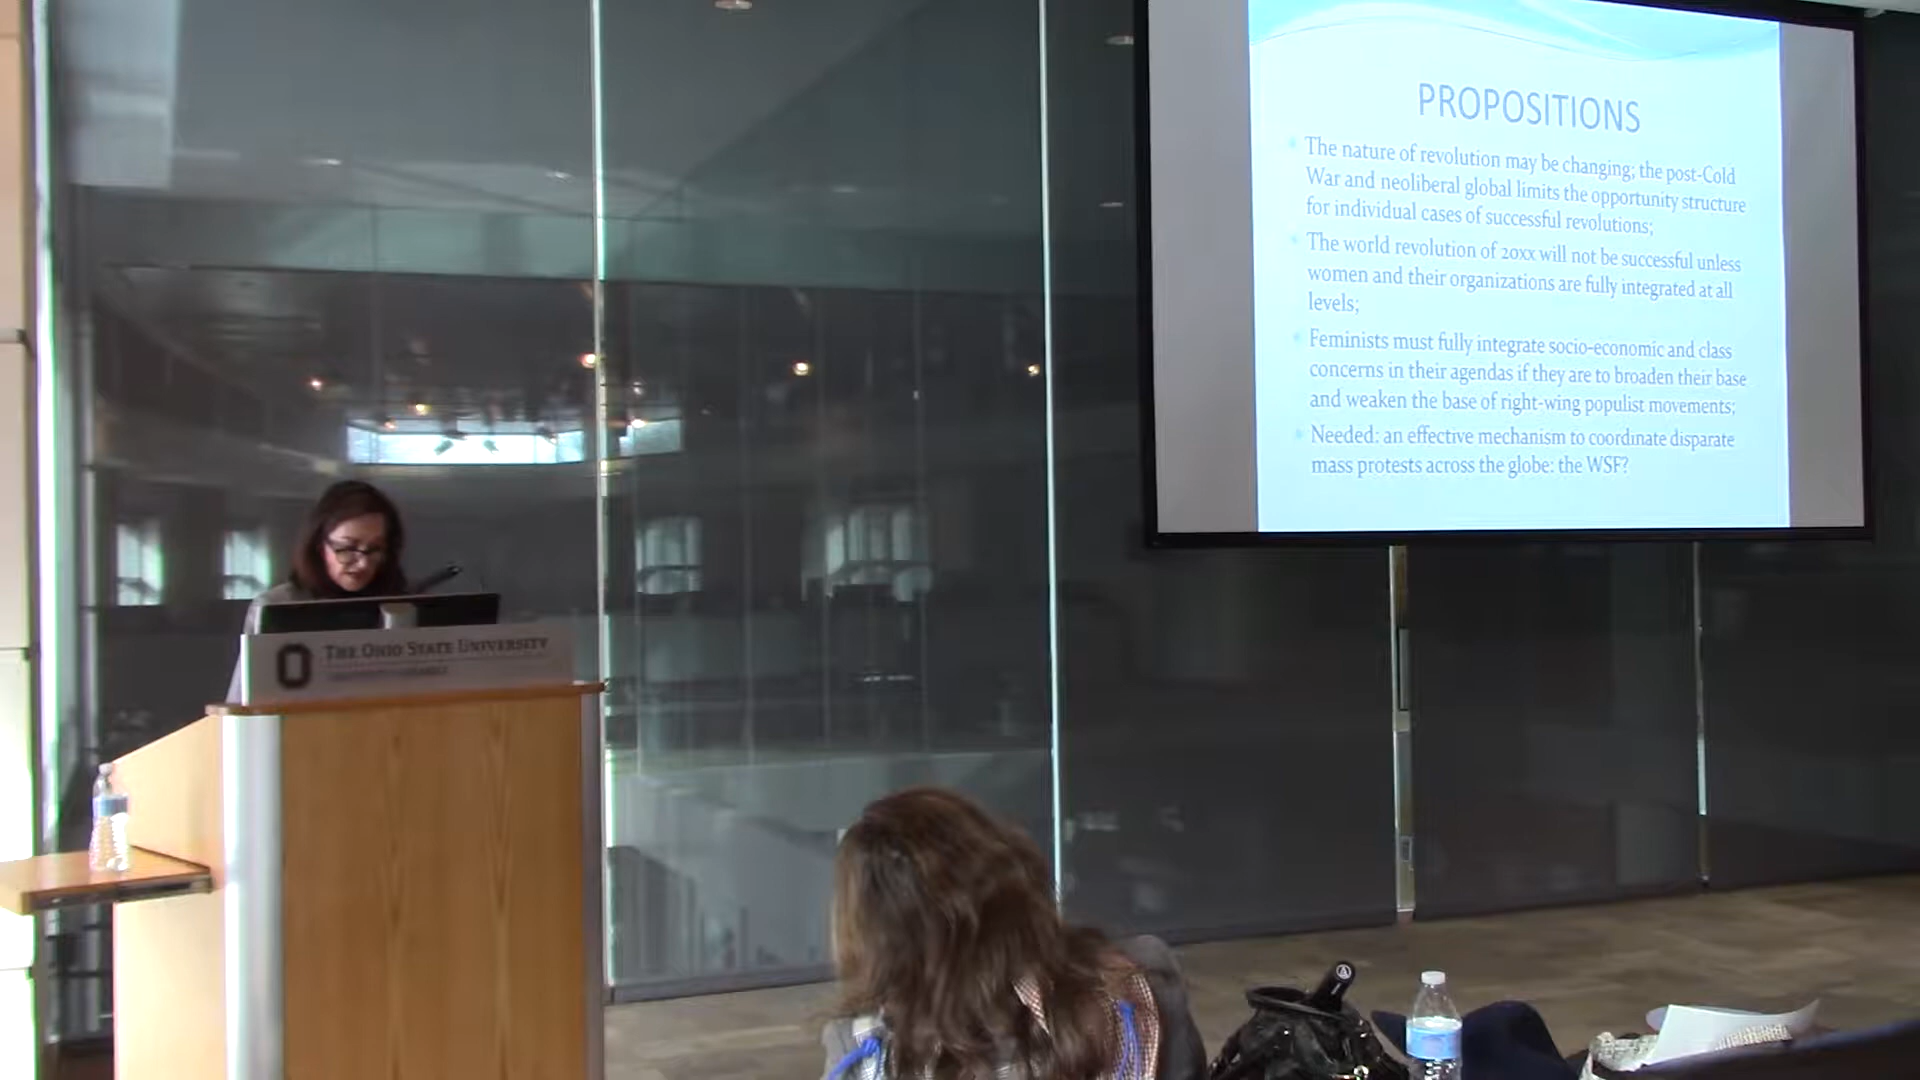 PROPOSITIONS
The nature of revolution may be changing; the post-Cold
War and neoliberal global limits the opportunity structure
for individual cases of successful revolutions;
The world revolution of 20xx will not be successful unless
women and their organizations are fully integrated at all
levels;
Feminists must fully integrate socio-economic and class
concerns in their agendas if they are to broaden their base
and weaken the base of right-wing populist movements;
Needed: an effective mechanism to coordinate disparate
mass protests across the globe: the WSF?
THE OHIO STATE UNIVERSITY